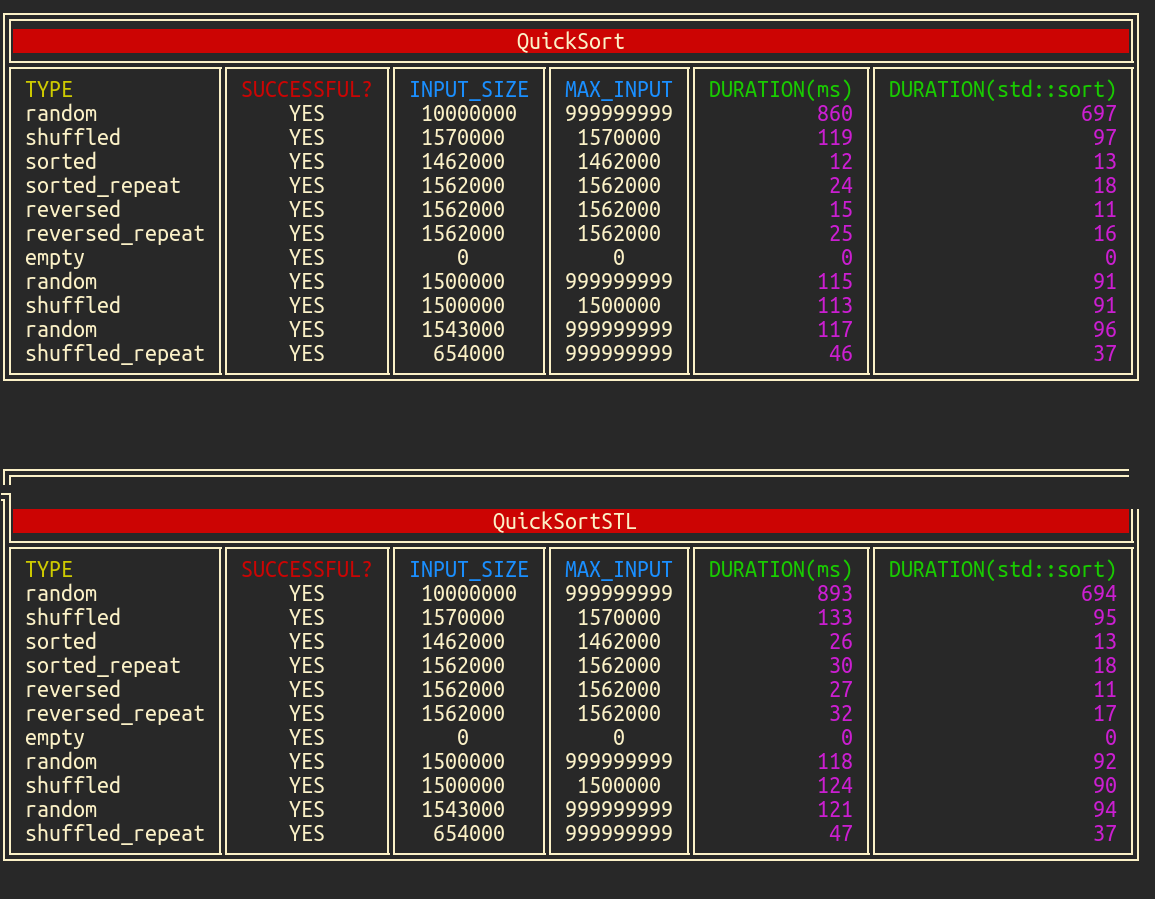 QuickSort
TYPE SUCCESSFUL? INPUT_SIZE MAX_INPUT DURATION(ms) DURATION(std::sort)
random YES 10000000 999999999 860 697
shuffled YES 1570000 1570000 119 97
sorted YES 1462000 1462000 12 13
sorted_repeat YES 1562000 1562000 24 18
reversed YES 1562000 1562000 15 11
reversed_repeat YES 1562000 1562000 25 16
empty YES 0 0 0 0
random YES 1500000 999999999 115 91
shuffled YES 1500000 1500000 113 91
random YES 1543000 999999999 117 96
shuffled_repeat YES 654000 999999999 46 37
QuickSortSTL
TYPE SUCCESSFUL? INPUT_SIZE MAX_INPUT DURATION(ms) DURATION(std::sort)
random YES 10000000 999999999 893 694
shuffled YES 1570000 1570000 133 95
sorted YES 1462000 1462000 26 13
sorted_repeat YES 1562000 1562000 30 18
reversed YES 1562000 1562000 27 11
reversed_repeat YES 1562000 1562000 32 17
empty YES 0 0 0 0
random YES 1500000 999999999 118 92
shuffled YES 1500000 1500000 124 90
random YES 1543000 999999999 121 94
shuffled_repeat YES 654000 999999999 47 37